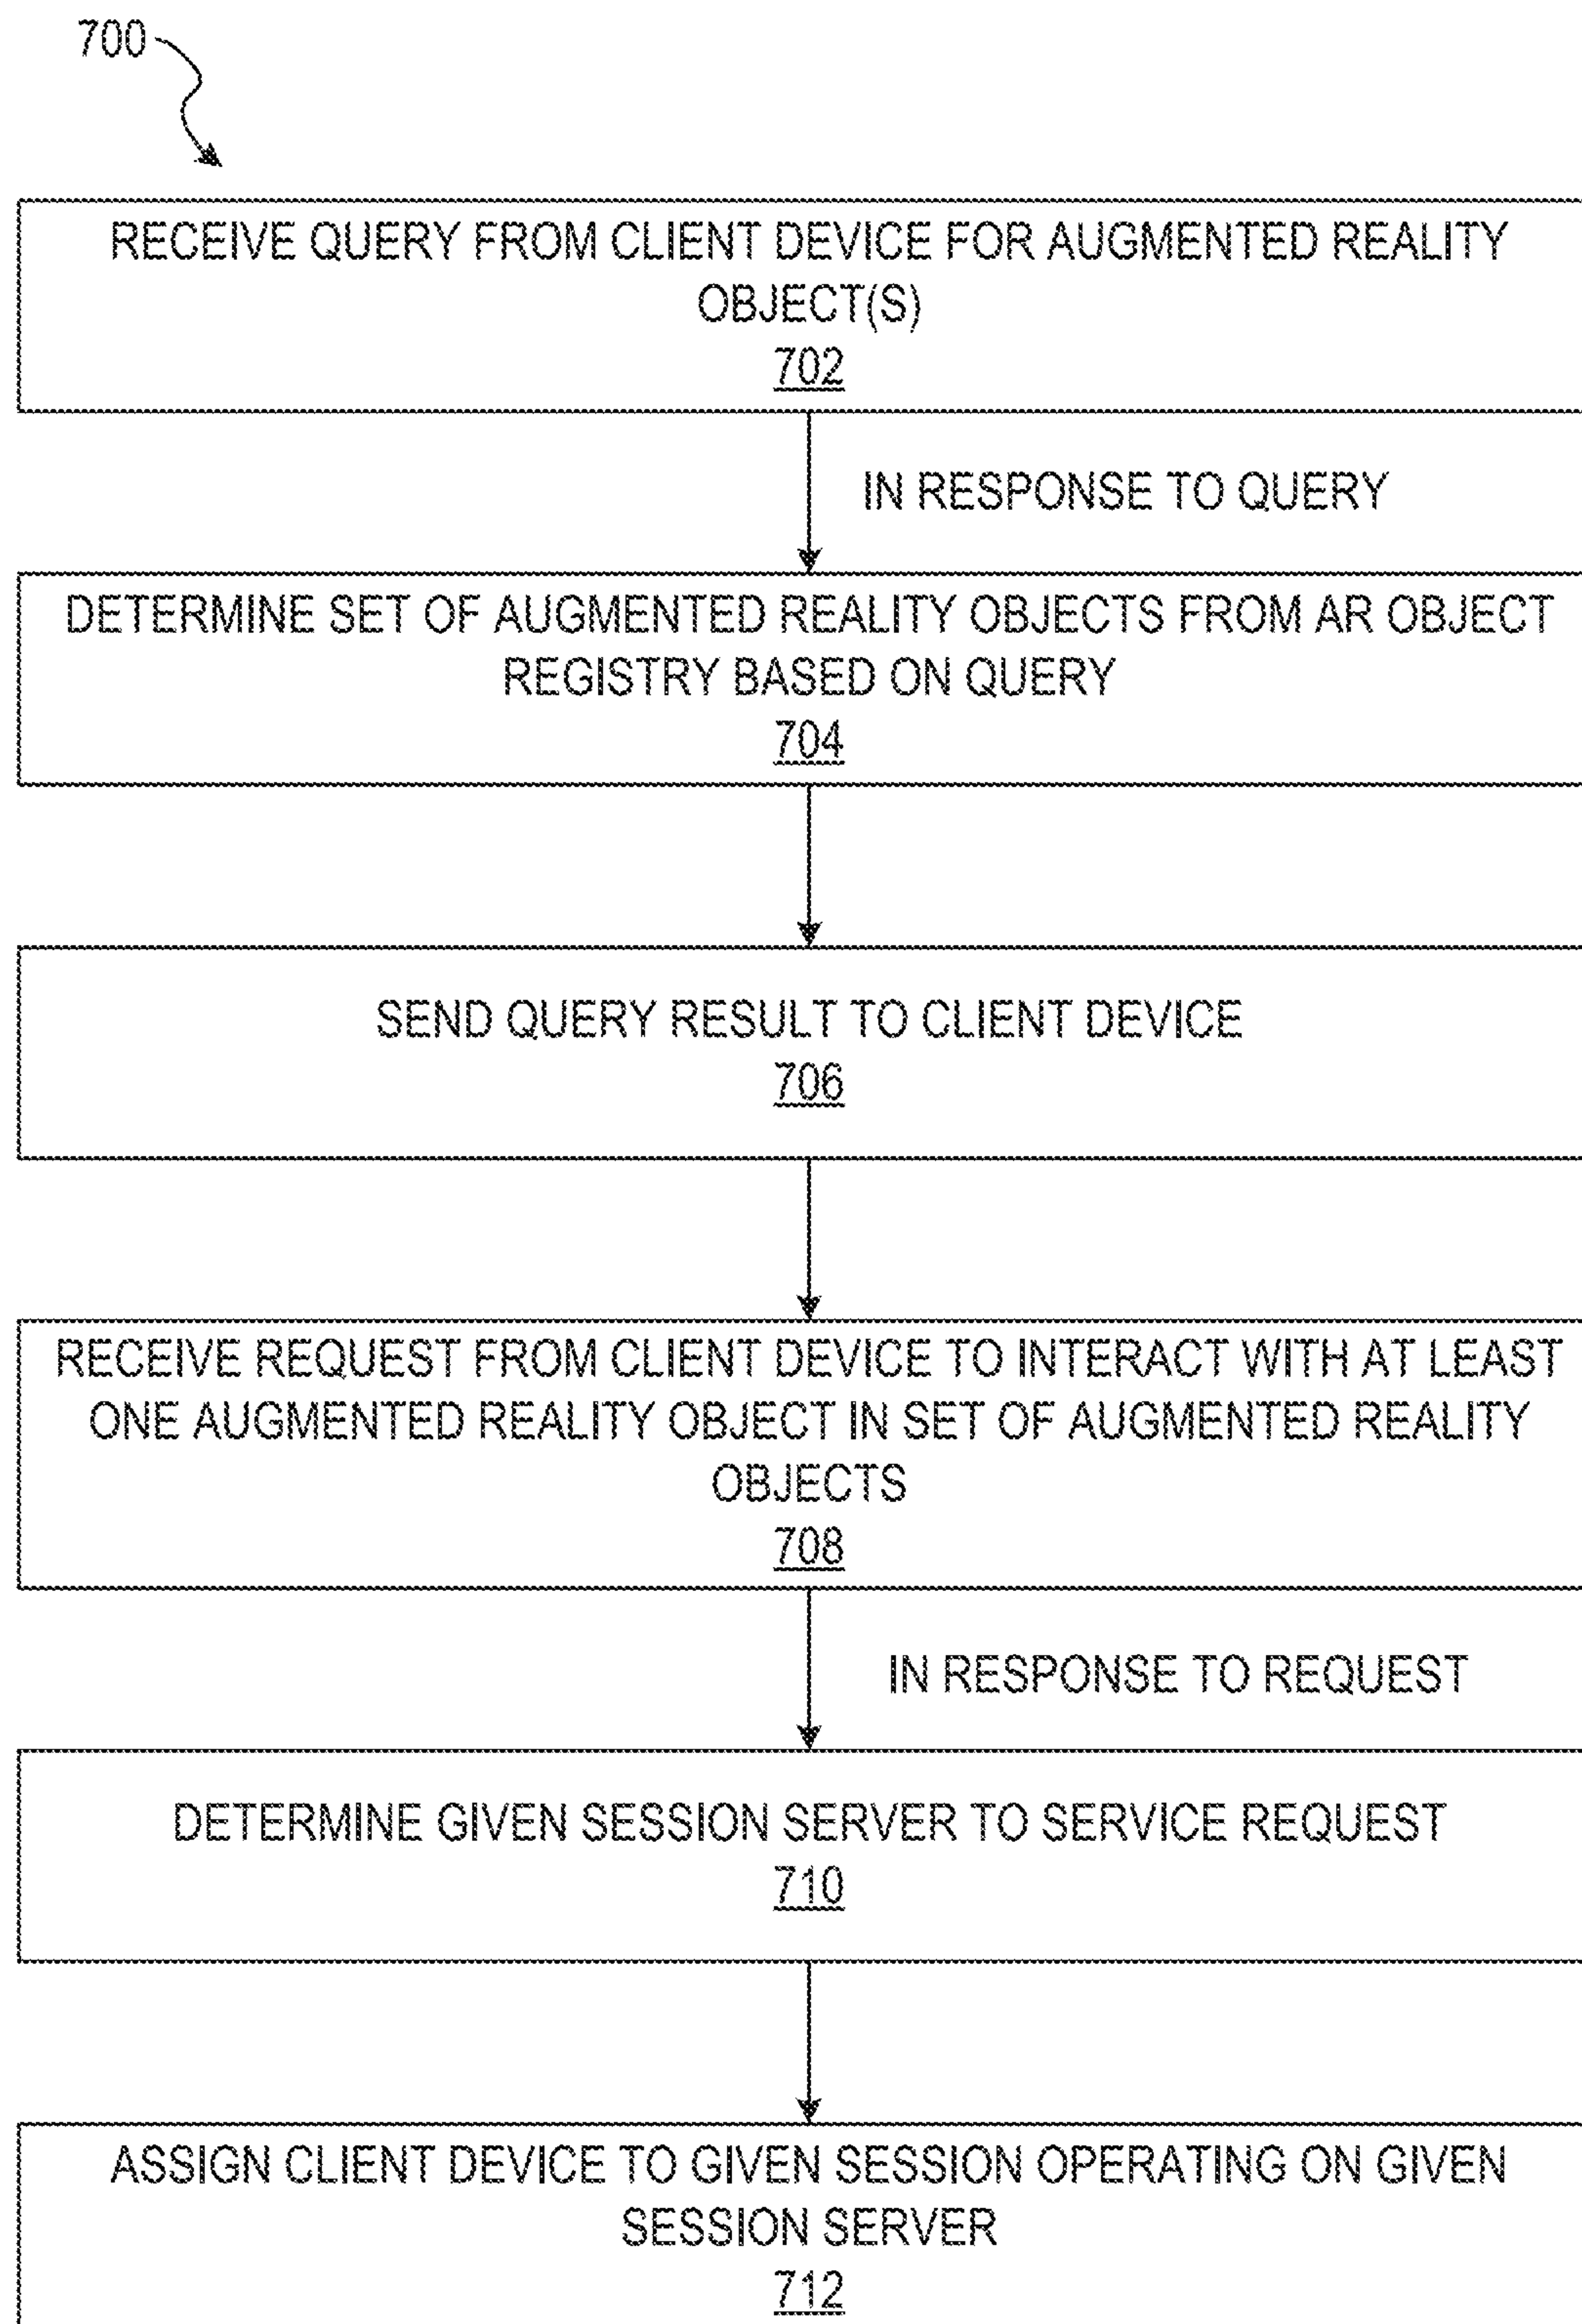 700
RECEIVE QUERY FROM CLIENT DEVICE FOR AUGMENTED REALITY
OBJECT(S)
702
IN RESPONSE TO QUERY
DETERMINE SET OF AUGMENTED REALITY OBJECTS FROM AR OBJECT
REGISTRY BASED ON QUERY
704
SEND QUERY RESULT TO CLIENT DEVICE
706
RECEIVE REQUEST FROM CLIENT DEVICE TO INTERACT WITH AT LEAST
ONE AUGMENTED REALITY OBJECT IN SET OF AUGMENTED REALITY
OBJECTS
708
IN RESPONSE TO REQUEST
DETERMINE GIVEN SESSION SERVER TO SERVICE REQUEST
710
ASSIGN CLIENT DEVICE TO GIVEN SESSION OPERATING ON GIVEN
SESSION SERVER
712